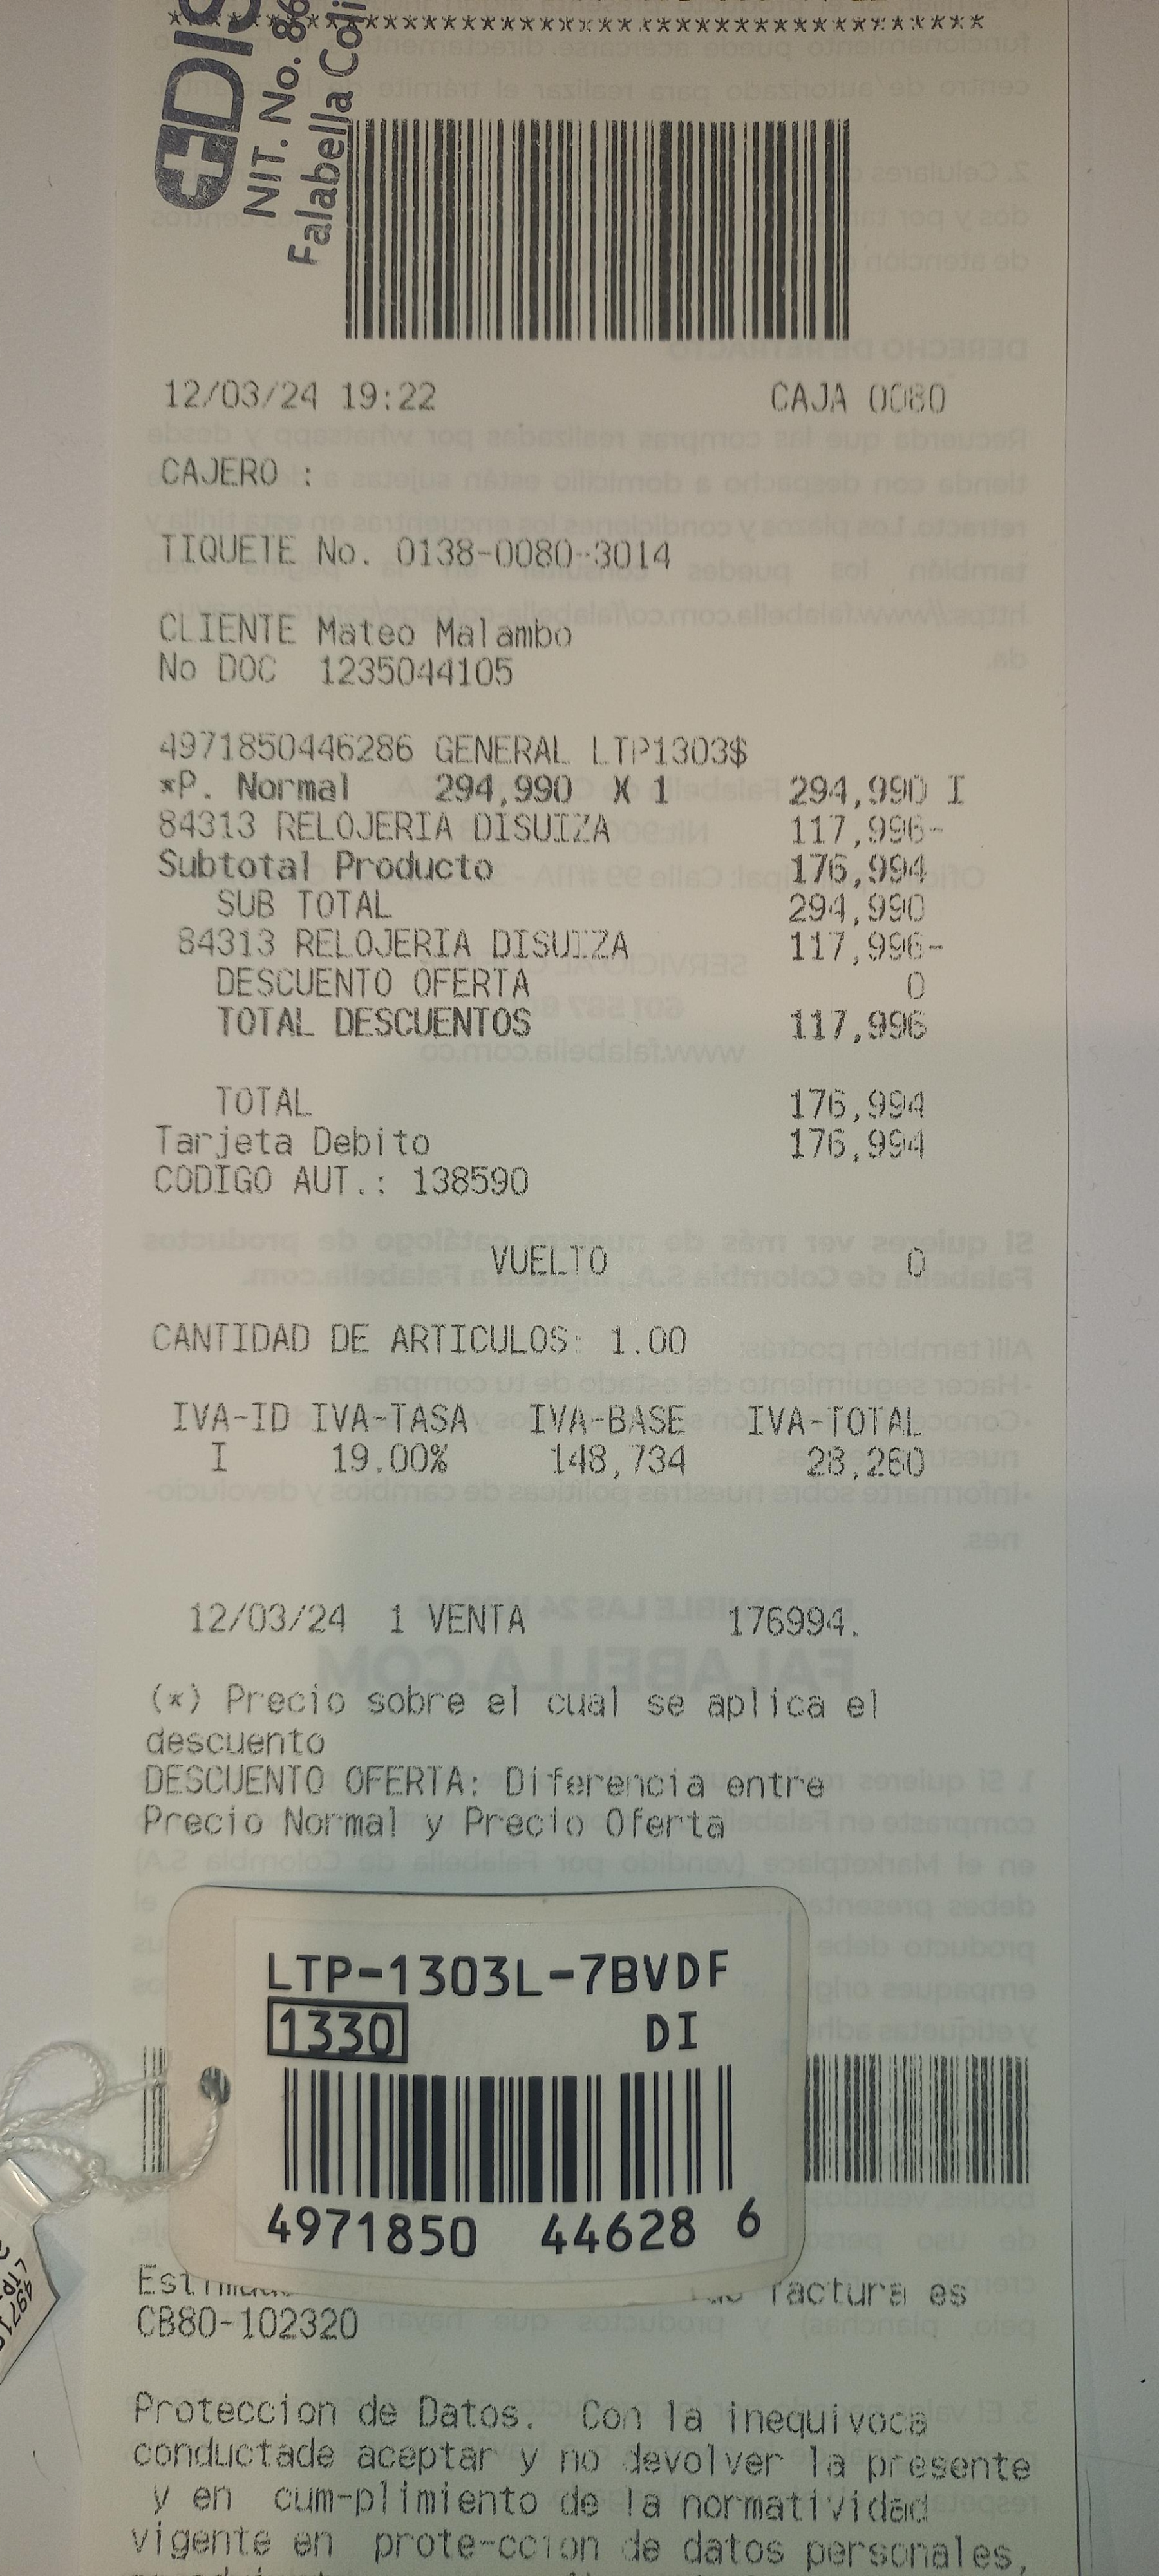 ************************************************
DIS
NIT. No. 86
Falabella Col
12/03/24 19:22 CAJA 0080
CAJERO :
TIQUETE No. 0138-0080-3014
CLIENTE Mateo Malambo
No DOC 1235044105
4971850446286 GENERAL LTP1303$
*P. Normal 294,990 X 1 294,990 I
84313 RELOJERIA DISUIZA 117,996-
Subtotal Producto 176,994
SUB TOTAL 294,990
84313 RELOJERIA DISUIZA 117,996-
DESCUENTO OFERTA 0
TOTAL DESCUENTOS 117,996
TOTAL 176,994
Tarjeta Debito 176,994
CODIGO AUT.: 138590
VUELTO 0
CANTIDAD DE ARTICULOS: 1.00
IVA-ID IVA-TASA IVA-BASE IVA-TOTAL
I 19.00% 148,734 28,260
12/03/24 1 VENTA 176994.
(*) Precio sobre el cual se aplica el
descuento
DESCUENTO OFERTA: Diferencia entre
Precio Normal y Precio Oferta
LTP-1303L-7BVDF
1330 DI
4971850 44628 6
factura es
CB80-102320
Proteccion de Datos. Con la inequivoca
conductade aceptar y no devolver la presente
y en cum-plimiento de la normatividad
vigente en prote-ccion de datos personales,